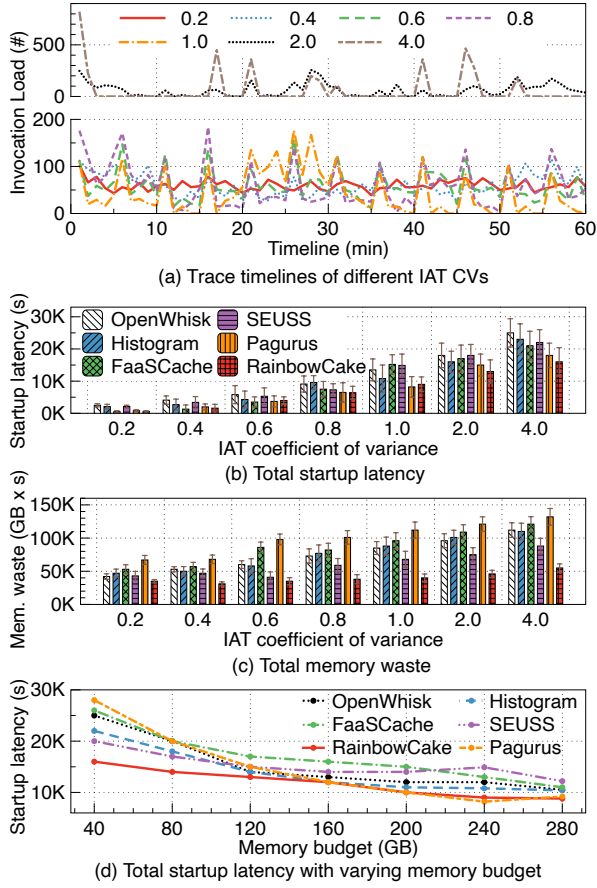 0.2 0.4 0.6 0.8
1.0 2.0 4.0
Invocation Load (#)
500
0
200
100
0
0 10 20 30 40 50 60
Timeline (min)
(a) Trace timelines of different IAT CVs
Startup latency (s)
30K
20K
10K
0K
OpenWhisk SEUSS
Histogram Pagurus
FaaSCache RainbowCake
0.2 0.4 0.6 0.8 1.0 2.0 4.0
IAT coefficient of variance
(b) Total startup latency
Mem. waste (GB x s)
150K
100K
50K
0K
0.2 0.4 0.6 0.8 1.0 2.0 4.0
IAT coefficient of variance
(c) Total memory waste
Startup latency (s)
30K
20K
10K
OpenWhisk Histogram
FaaSCache SEUSS
RainbowCake Pagurus
40 80 120 160 200 240 280
Memory budget (GB)
(d) Total startup latency with varying memory budget